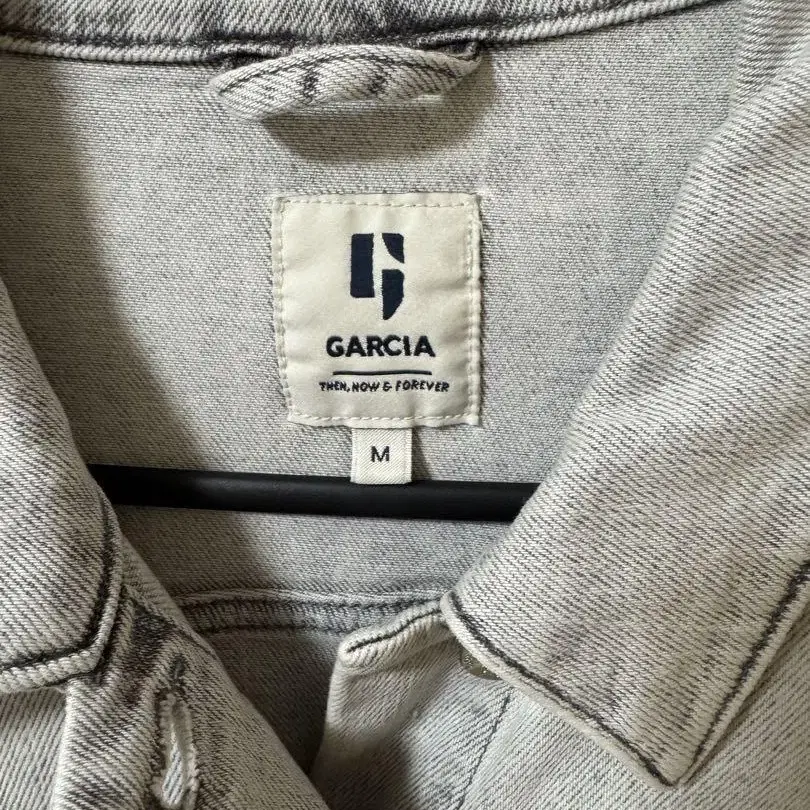 GARCIA
THEN, NOW & FOREVER
M